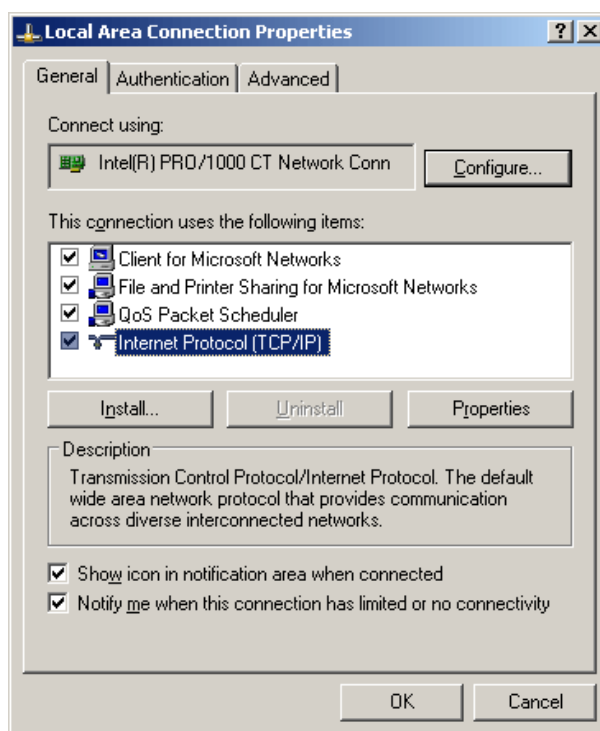 Local Area Connection Properties
General Authentication Advanced
Connect using:
Intel(R) PRO/1000 CT Network Conn Configure...
This connection uses the following items:
Client for Microsoft Networks
File and Printer Sharing for Microsoft Networks
QoS Packet Scheduler
Internet Protocol (TCP/IP)
Install... Uninstall Properties
Description
Transmission Control Protocol/Internet Protocol. The default
wide area network protocol that provides communication
across diverse interconnected networks.
Show icon in notification area when connected
Notify me when this connection has limited or no connectivity
OK Cancel